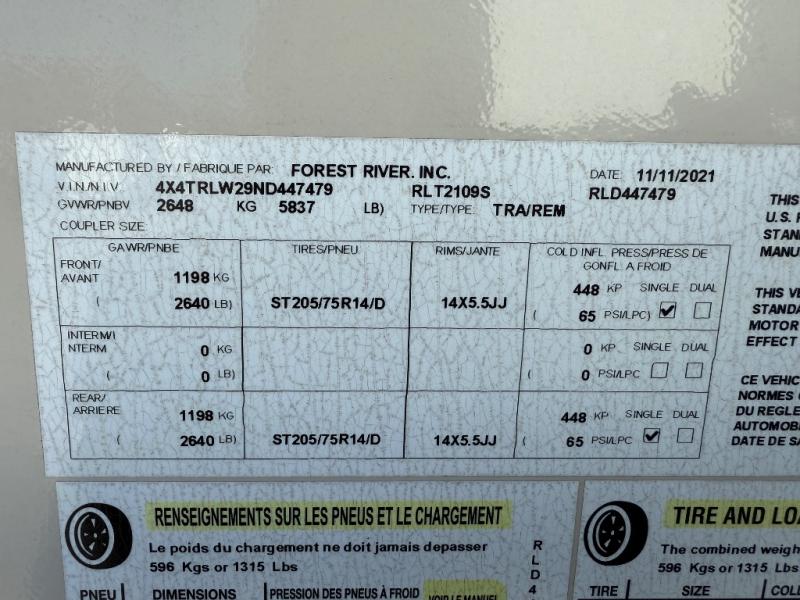 MANUFACTURED BY / FABRIQUE PAR: FOREST RIVER. INC. DATE: 11/11/2021
V.I.N./N.I.V. 4X4TRLW29ND447479 RLT2109S RLD447479
GVWR/PNBV 2648 KG 5837 LB) TYPE/TYPE: TRA/REM
COUPLER SIZE
GAWR/PNBE TIRES/PNEU RIMS/JANTE COLD INFL. PRESS/PRESS DE
GONFL. A FROID
FRONT/
AVANT 1198 KG 448 KP SINGLE DUAL
( 2640 LB) ST205/75R14/D 14X5.5JJ ( 65 PSI/LPC)
INTERM/I
NTERM 0 KG 0 KP SINGLE DUAL
( 0 LB) ( 0 PSI/LPC
REAR/
ARRIERE 1198 KG 448 KP SINGLE DUAL
( 2640 LB) ST205/75R14/D 14X5.5JJ ( 65 PSI/LPC
THIS
U.S. F
STAN
MANU
THIS VE
STANDA
MOTOR
EFFECT
CE VEHIC
NORMES
DU REGLE
AUTOMOBI
DATE DE SA
RENSEIGNEMENTS SUR LES PNEUS ET LE CHARGEMENT
Le poids du chargement ne doit jamais depasser
596 Kgs or 1315 Lbs
PNEU DIMENSIONS PRESSION DES PNEUS À FROID VOIR LE MANUEL
RLD4
TIRE AND LOA
The combined weigh
596 Kgs or 1315 Lbs
TIRE SIZE COLD